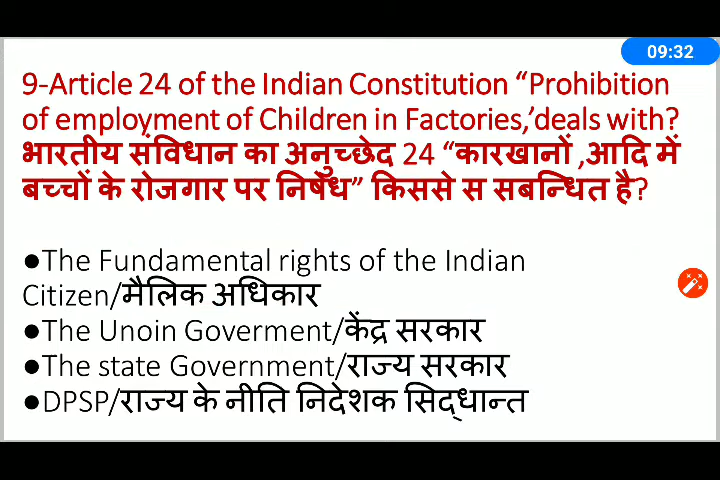 09:32
9-Article 24 of the Indian Constitution “Prohibition
of employment of Children in Factories,’deals with?
भारतीय संविधान का अनुच्छेद 24 “कारखानों ,आदि में
बच्चों के रोजगार पर निषेध” किससे स सबन्धित है?
●The Fundamental rights of the Indian
Citizen/मैलिक अधिकार
●The Unoin Goverment/केंद्र सरकार
●The state Government/राज्य सरकार
●DPSP/राज्य के नीति निदेशक सिद्धान्त